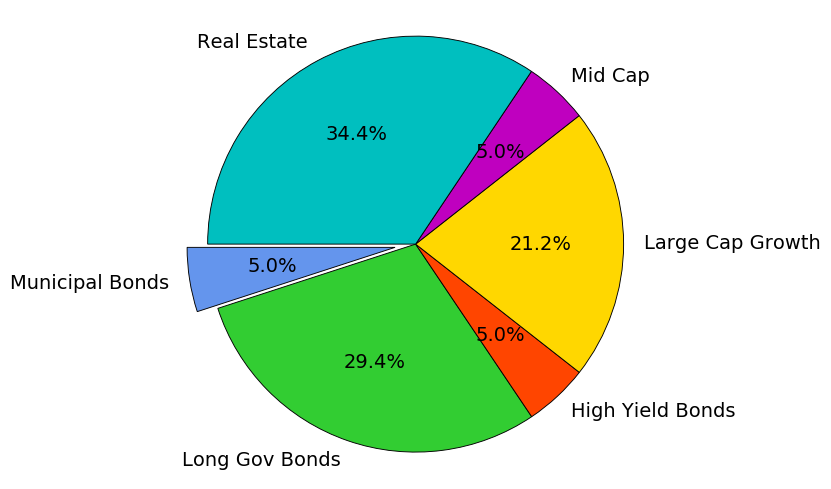 Real Estate
Mid Cap
34.4%
5.0%
21.2%
Large Cap Growth
5.0%
Municipal Bonds
5.0%
29.4%
High Yield Bonds
Long Gov Bonds